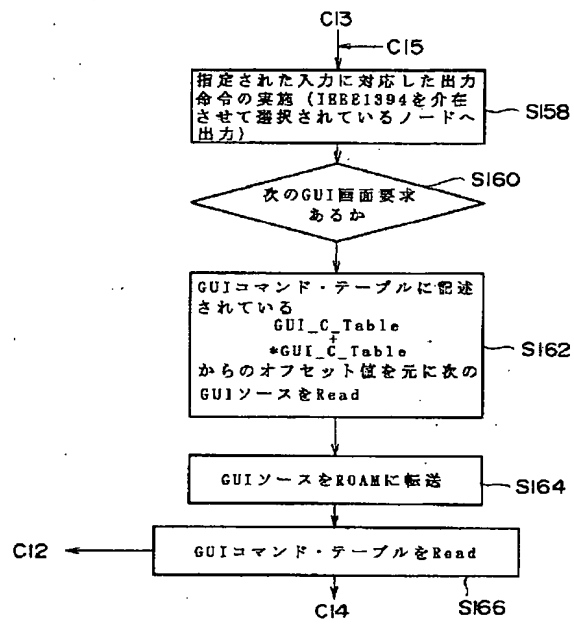 C13
C15
指定された入力に対応した出力
命令の実施(IEEE1394を介在
させて選択されているノードへ
出力)
S158
S160
次のGUI画面要求
あるか
GUIコマンド・テーブルに記述
されている
GUI_C_Table
+
*GUI_C_Table
からのオフセット値を元に次の
GUIソースをRead
S162
GUIソースをROAMに転送
S164
C12
GUIコマンド・テーブルをRead
C14
S166